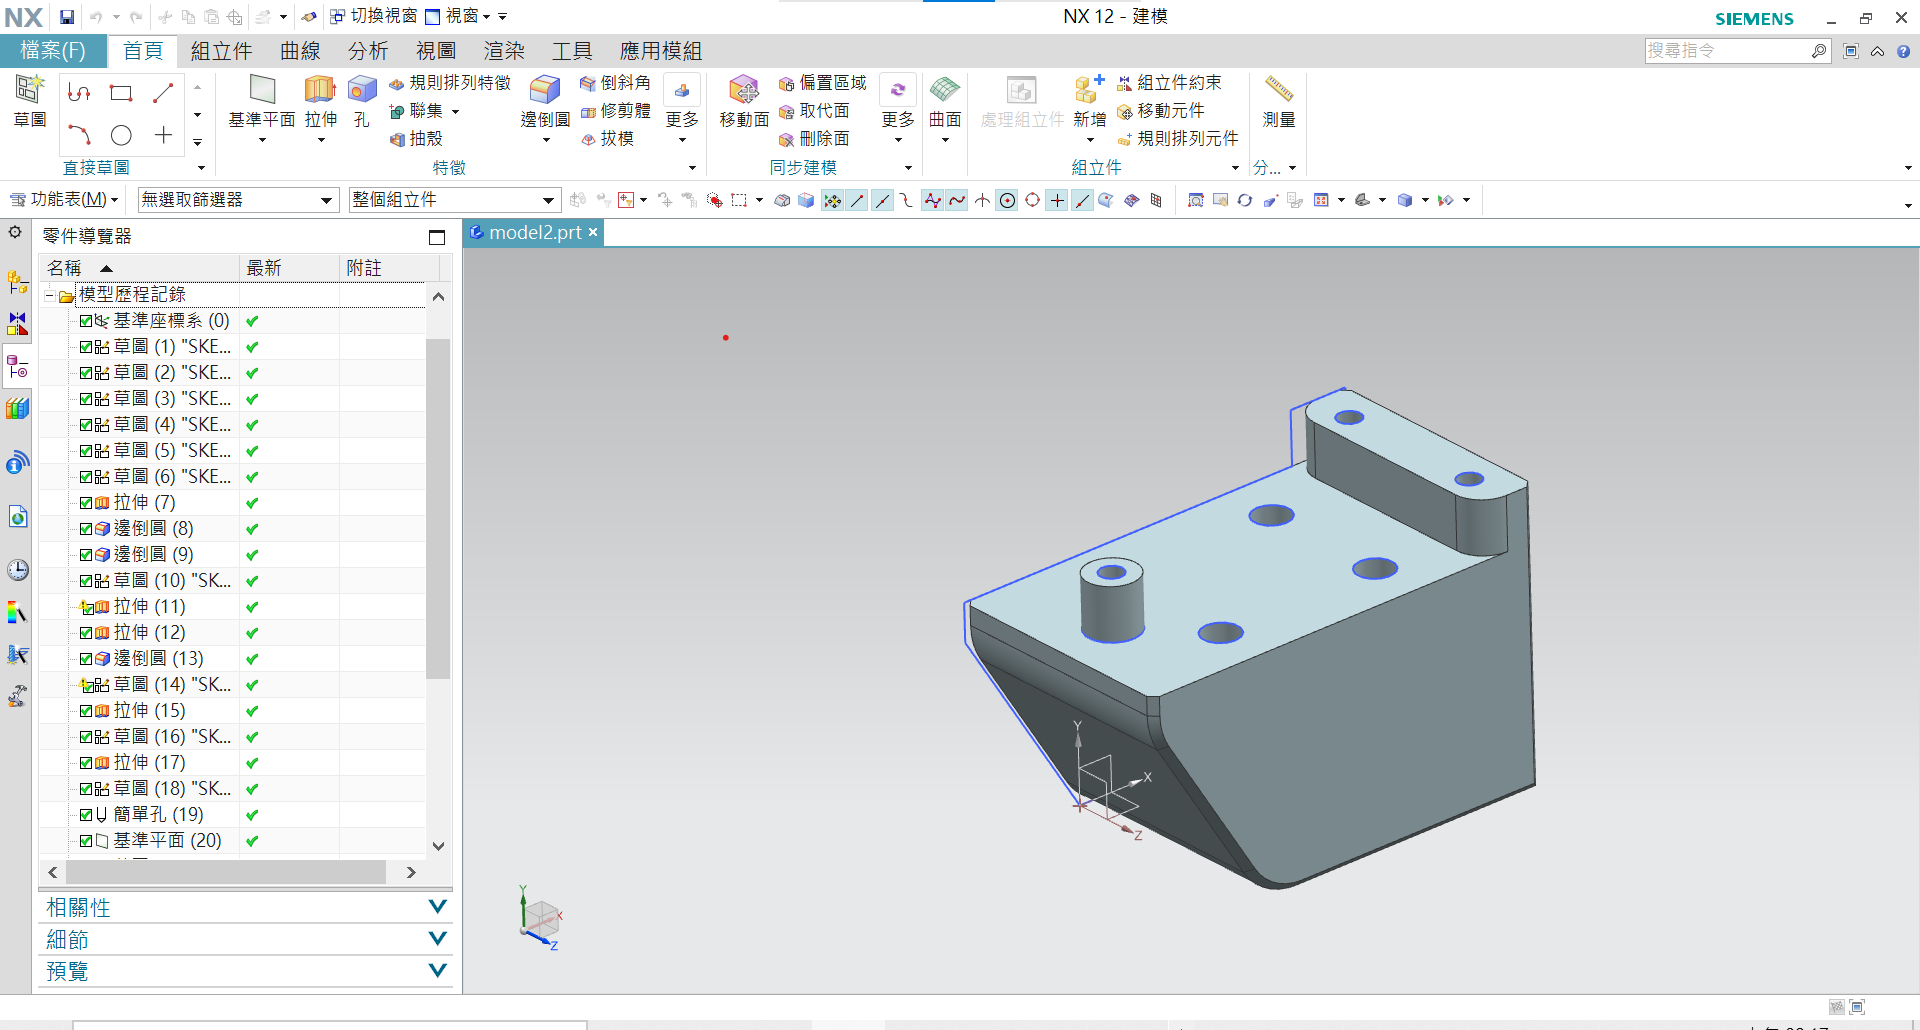 NX
切換視窗 視窗
NX 12 - 建模
SIEMENS
檔案(F) 首頁 組立件 曲線 分析 視圖 渲染 工具 應用模組
搜尋指令
草圖
直接草圖
基準平面 拉伸 孔
規則排列特徵
聯集
抽殼
邊倒圓
倒斜角
修剪體
拔模
更多
特徵
移動面
偏置區域
取代面
刪除面
更多
同步建模
曲面
處理組立件 新增
組立件約束
移動元件
規則排列元件
組立件
測量
分...
功能表(M) 無選取篩選器 整個組立件
零件導覽器
model2.prt
名稱 最新 附註
模型歷程記錄
基準座標系 (0)
草圖 (1) "SKE...
草圖 (2) "SKE...
草圖 (3) "SKE...
草圖 (4) "SKE...
草圖 (5) "SKE...
草圖 (6) "SKE...
拉伸 (7)
邊倒圓 (8)
邊倒圓 (9)
草圖 (10) "SK...
拉伸 (11)
拉伸 (12)
邊倒圓 (13)
草圖 (14) "SK...
拉伸 (15)
草圖 (16) "SK...
拉伸 (17)
草圖 (18) "SK...
簡單孔 (19)
基準平面 (20)
相關性
細節
預覽
Y
X
Z
Y
X
Z